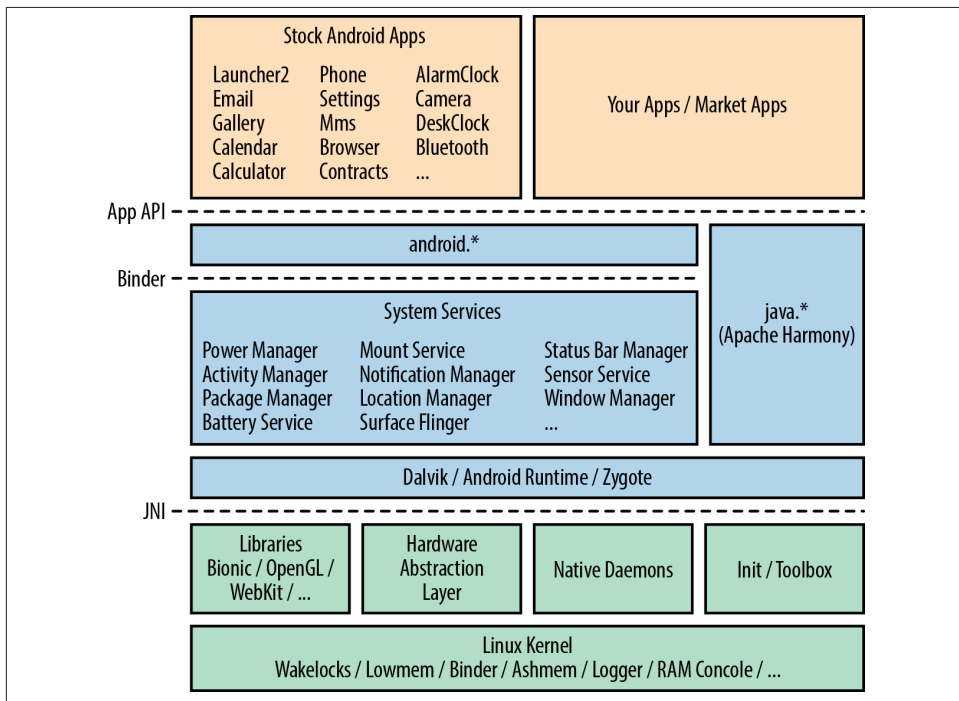 Stock Android Apps
Launcher2 Phone AlarmClock
Email Settings Camera
Gallery Mms DeskClock
Calendar Browser Bluetooth
Calculator Contracts ...
Your Apps / Market Apps
App API
android.*
Binder
System Services
Power Manager Mount Service Status Bar Manager
Activity Manager Notification Manager Sensor Service
Package Manager Location Manager Window Manager
Battery Service Surface Flinger ...
java.*
(Apache Harmony)
Dalvik / Android Runtime / Zygote
JNI
Libraries
Bionic / OpenGL /
WebKit / ...
Hardware
Abstraction
Layer
Native Daemons
Init / Toolbox
Linux Kernel
Wakelocks / Lowmem / Binder / Ashmem / Logger / RAM Concole / ...